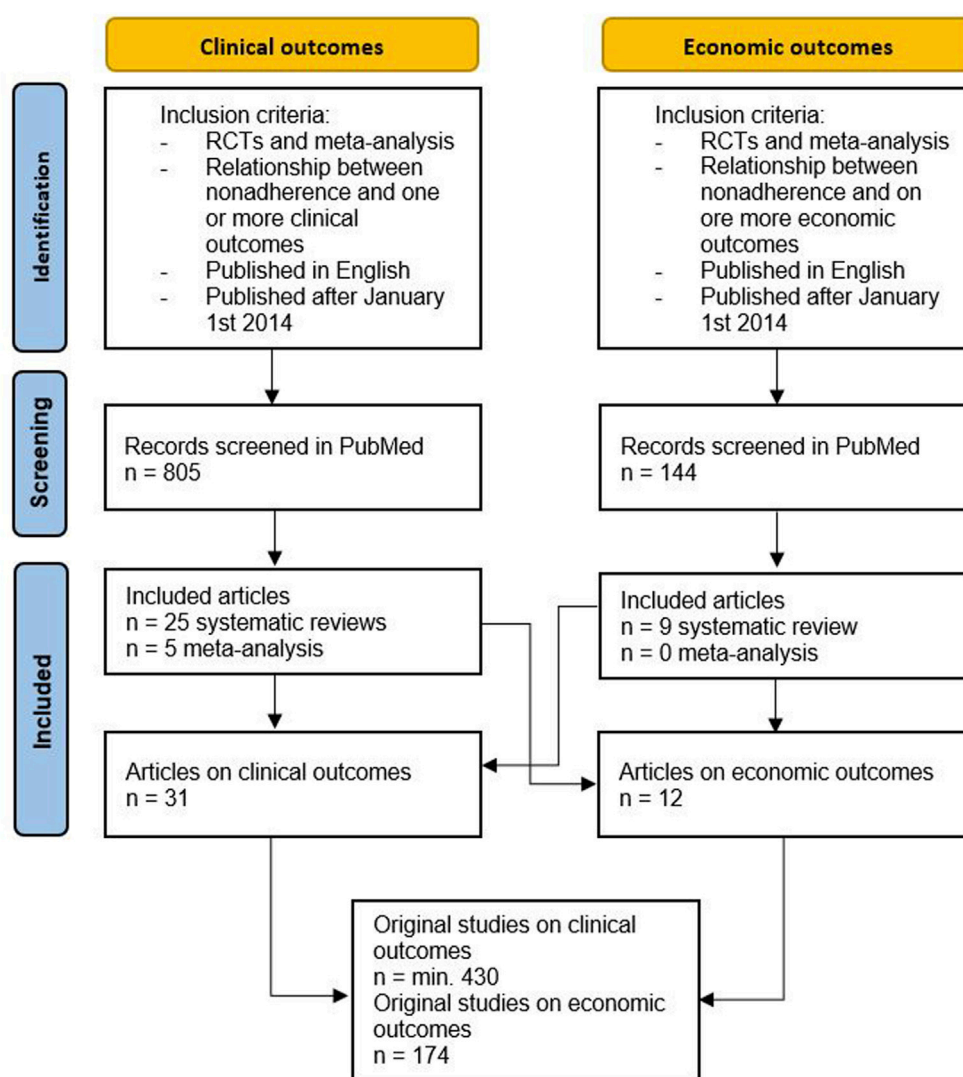 Clinical outcomes
Economic outcomes
Identification
Inclusion criteria:
- RCTs and meta-analysis
- Relationship between
nonadherence and one
or more clinical
outcomes
- Published in English
- Published after January
1st 2014
Inclusion criteria:
- RCTs and meta-analysis
- Relationship between
nonadherence and on
ore more economic
outcomes
- Published in English
- Published after January
1st 2014
Screening
Records screened in PubMed
n = 805
Records screened in PubMed
n = 144
Included
Included articles
n = 25 systematic reviews
n = 5 meta-analysis
Included articles
n = 9 systematic review
n = 0 meta-analysis
Articles on clinical outcomes
n = 31
Articles on economic outcomes
n = 12
Original studies on clinical
outcomes
n = min. 430
Original studies on economic
outcomes
n = 174